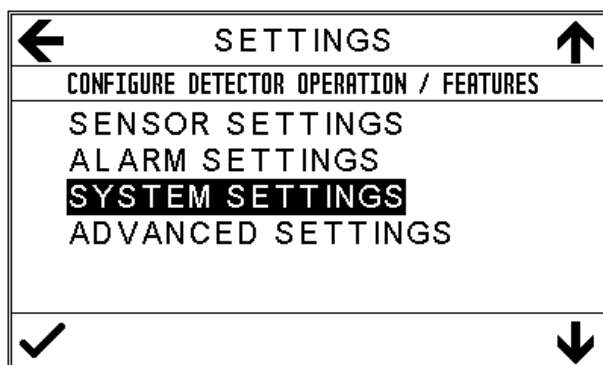 SETTINGS
CONFIGURE DETECTOR OPERATION / FEATURES
SENSOR SETTINGS
ALARM SETTINGS
SYSTEM SETTINGS
ADVANCED SETTINGS